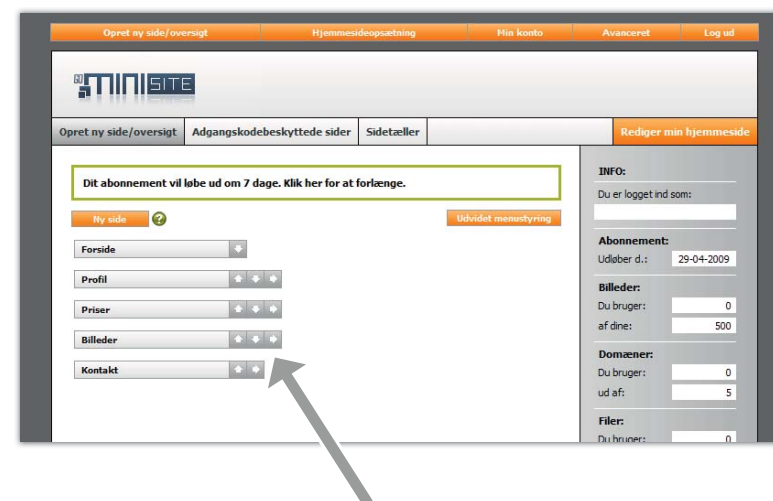 Opret ny side/oversigt Hjemmesideopsætning Min konto Avanceret Log ud
MINISITE
Opret ny side/oversigt Adgangskodebeskyttede sider Sidetæller Rediger min hjemmeside
Dit abonnement vil løbe ud om 7 dage. Klik her for at forlænge.
Ny side ? Udvidet menustyring
Forside
Profil
Priser
Billeder
Kontakt
INFO:
Du er logget ind som:
Abonnement:
Udløber d.: 29-04-2009
Billeder:
Du bruger: 0
af dine: 500
Domæner:
Du bruger: 0
ud af: 5
Filer:
Du bruger: 0